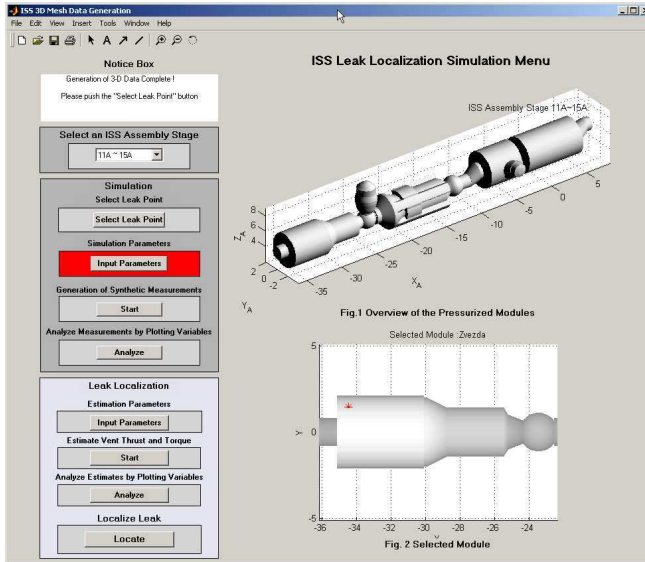 ISS 3D Mesh Data Generation
File Edit View Insert Tools Window Help
Notice Box
Generation of 3-D Data Complete !
Please push the "Select Leak Point" button
Select an ISS Assembly Stage
11A ~ 15A
Simulation
Select Leak Point
Select Leak Point
Simulation Parameters
Input Parameters
Generation of Synthetic Measurements
Start
Analyze Measurements by Plotting Variables
Analyze
Leak Localization
Estimation Parameters
Input Parameters
Estimate Vent Thrust and Torque
Start
Analyze Estimates by Plotting Variables
Analyze
Localize Leak
Locate
ISS Leak Localization Simulation Menu
ISS Assembly Stage 11A~15A
8
6
4
2
Z_A
0
-2
Y_A
-35
-30
-25
-20
-15
-10
-5
0
5
X_A
Fig.1 Overview of the Pressurized Modules
Selected Module :Zvezda
5
0
-5
Y
-36 -34 -32 -30 -28 -26 -24
Fig. 2 Selected Module